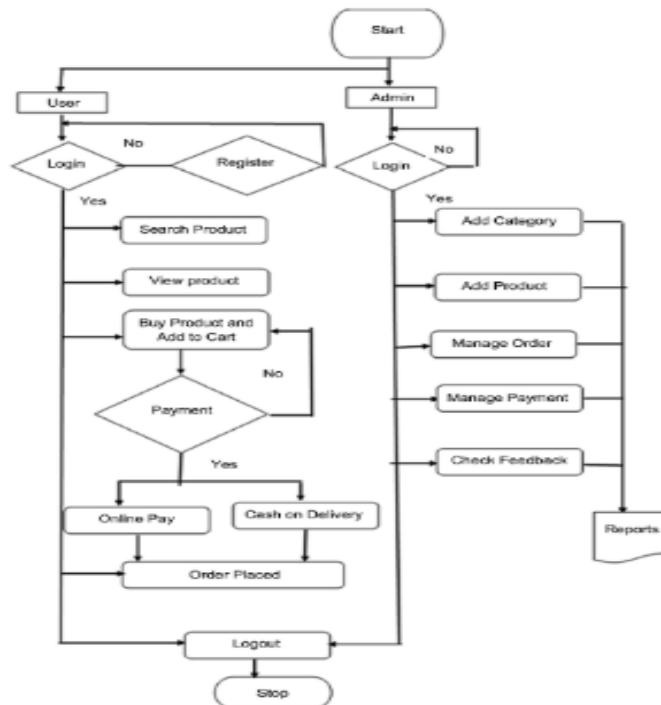 Start
User
Admin
No
Login
Register
No
Login
Yes
Yes
Search Product
Add Category
View product
Add Product
Buy Product and
Add to Cart
Manage Order
No
Payment
Manage Payment
Yes
Check Feedback
Online Pay
Cash on Delivery
Reports
Order Placed
Logout
Stop